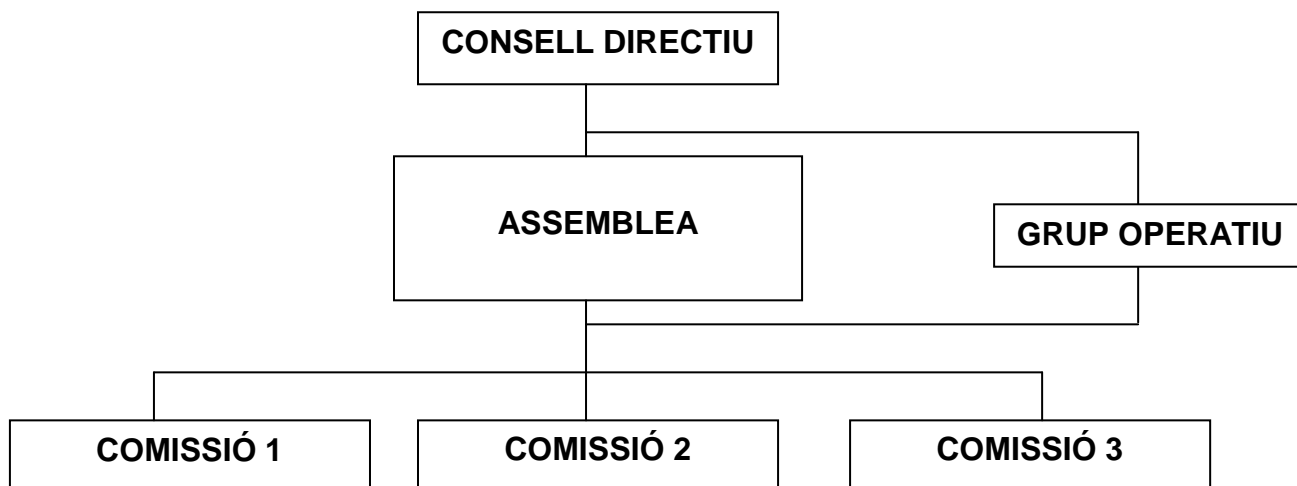 CONSELL DIRECTIU
ASSEMBLEA
GRUP OPERATIU
COMISSIÓ 1
COMISSIÓ 2
COMISSIÓ 3